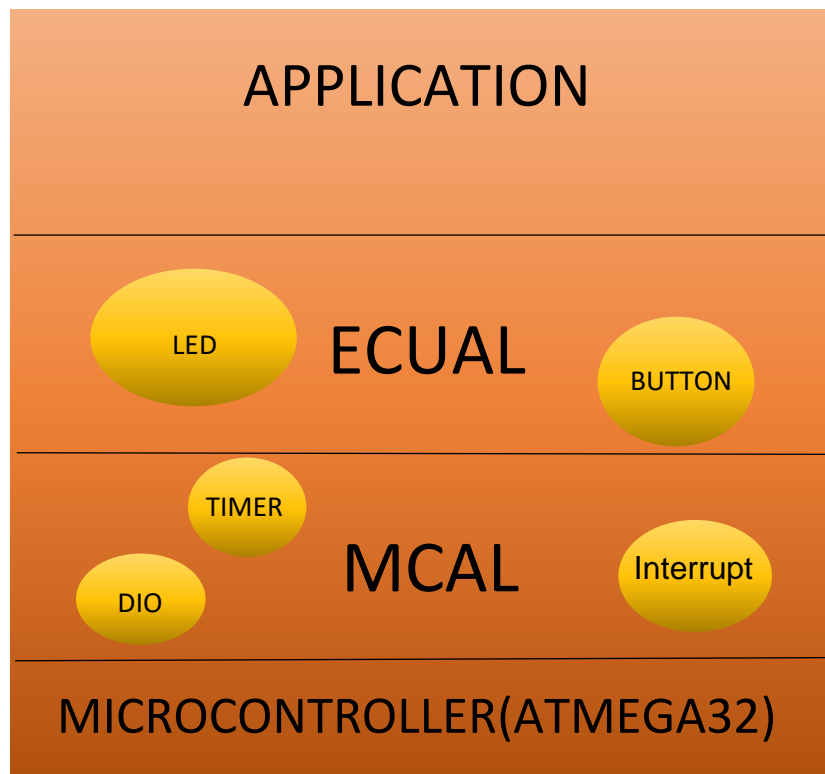 APPLICATION
LED
ECUAL
BUTTON
TIMER
MCAL
Interrupt
DIO
MICROCONTROLLER(ATMEGA32)